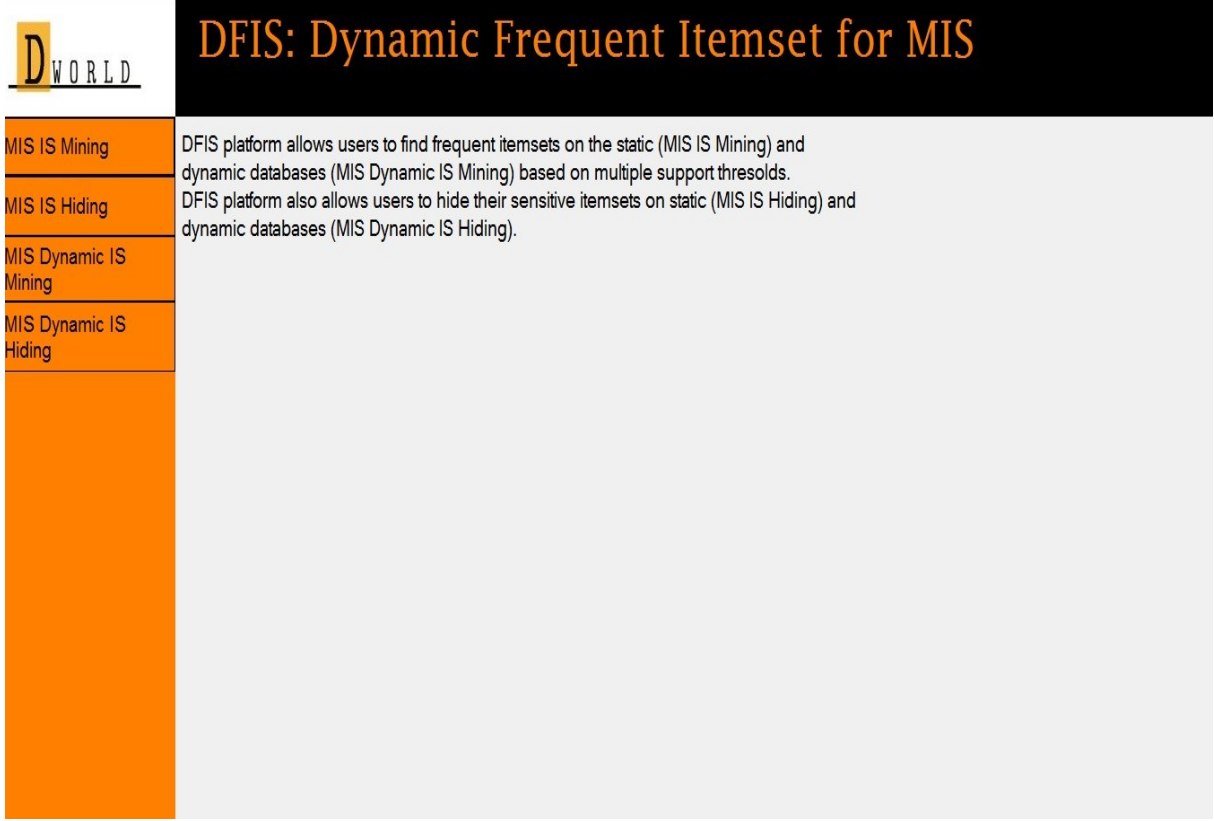 DWORLD
DFIS: Dynamic Frequent Itemset for MIS
MIS IS Mining
MIS IS Hiding
MIS Dynamic IS
Mining
MIS Dynamic IS
Hiding
DFIS platform allows users to find frequent itemsets on the static (MIS IS Mining) and
dynamic databases (MIS Dynamic IS Mining) based on multiple support thresolds.
DFIS platform also allows users to hide their sensitive itemsets on static (MIS IS Hiding) and
dynamic databases (MIS Dynamic IS Hiding).